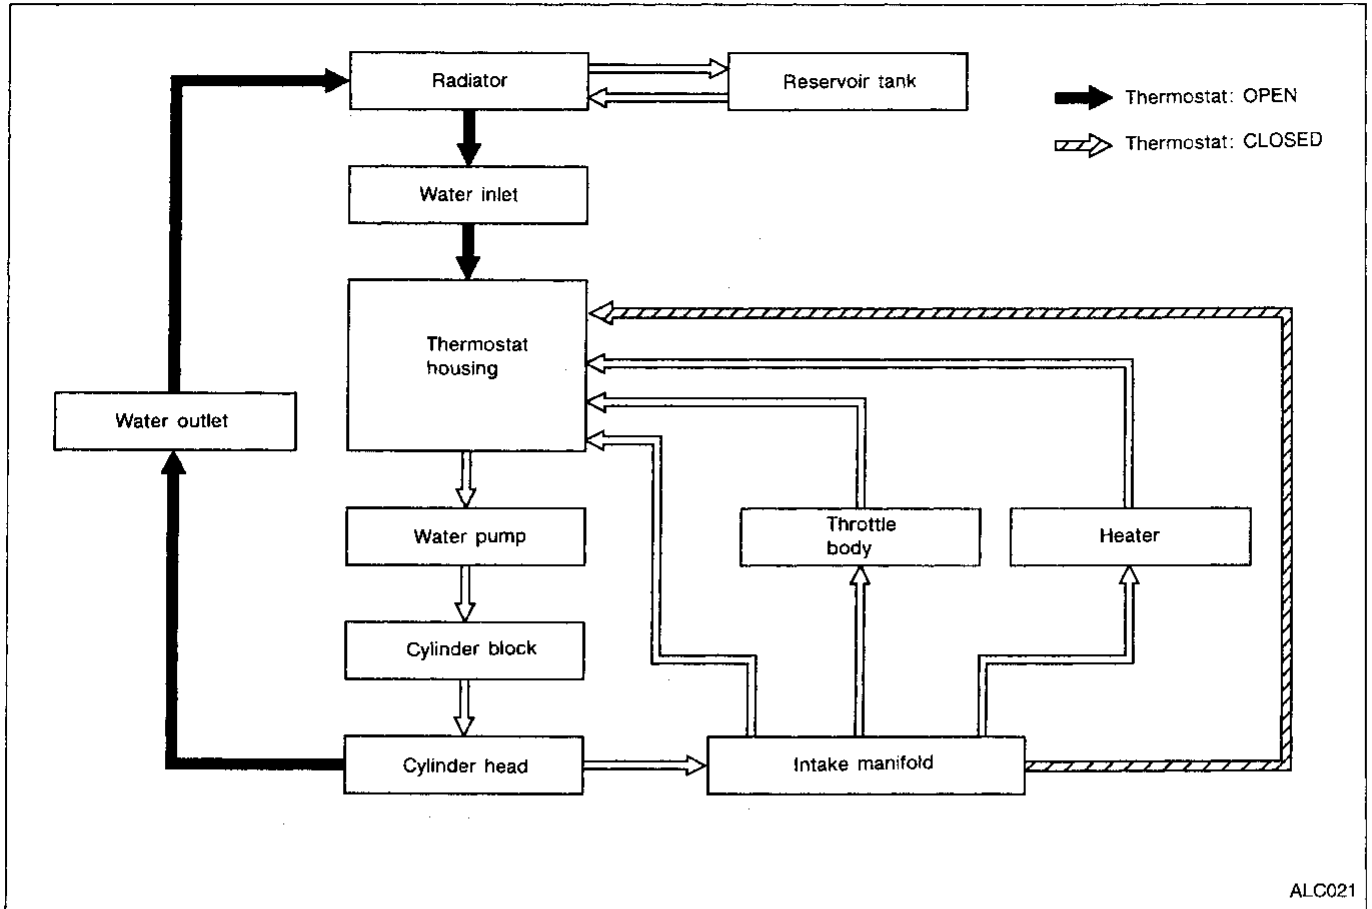 Radiator
Reservoir tank
Thermostat: OPEN
Thermostat: CLOSED
Water inlet
Thermostat
housing
Water outlet
Water pump
Throttle
body
Heater
Cylinder block
Cylinder head
Intake manifold
ALC021